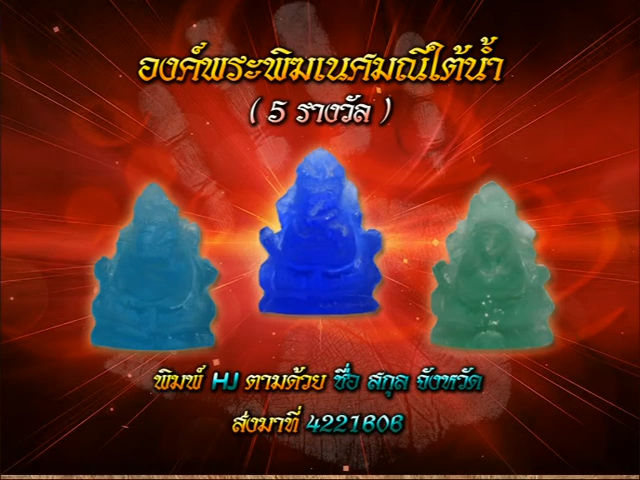 องค์พระพิฆเนศมณีใต้น้ำ
( 5 รางวัล )
พิมพ์ HJ ตามด้วย ชื่อ สกุล จังหวัด
ส่งมาที่ 4221606